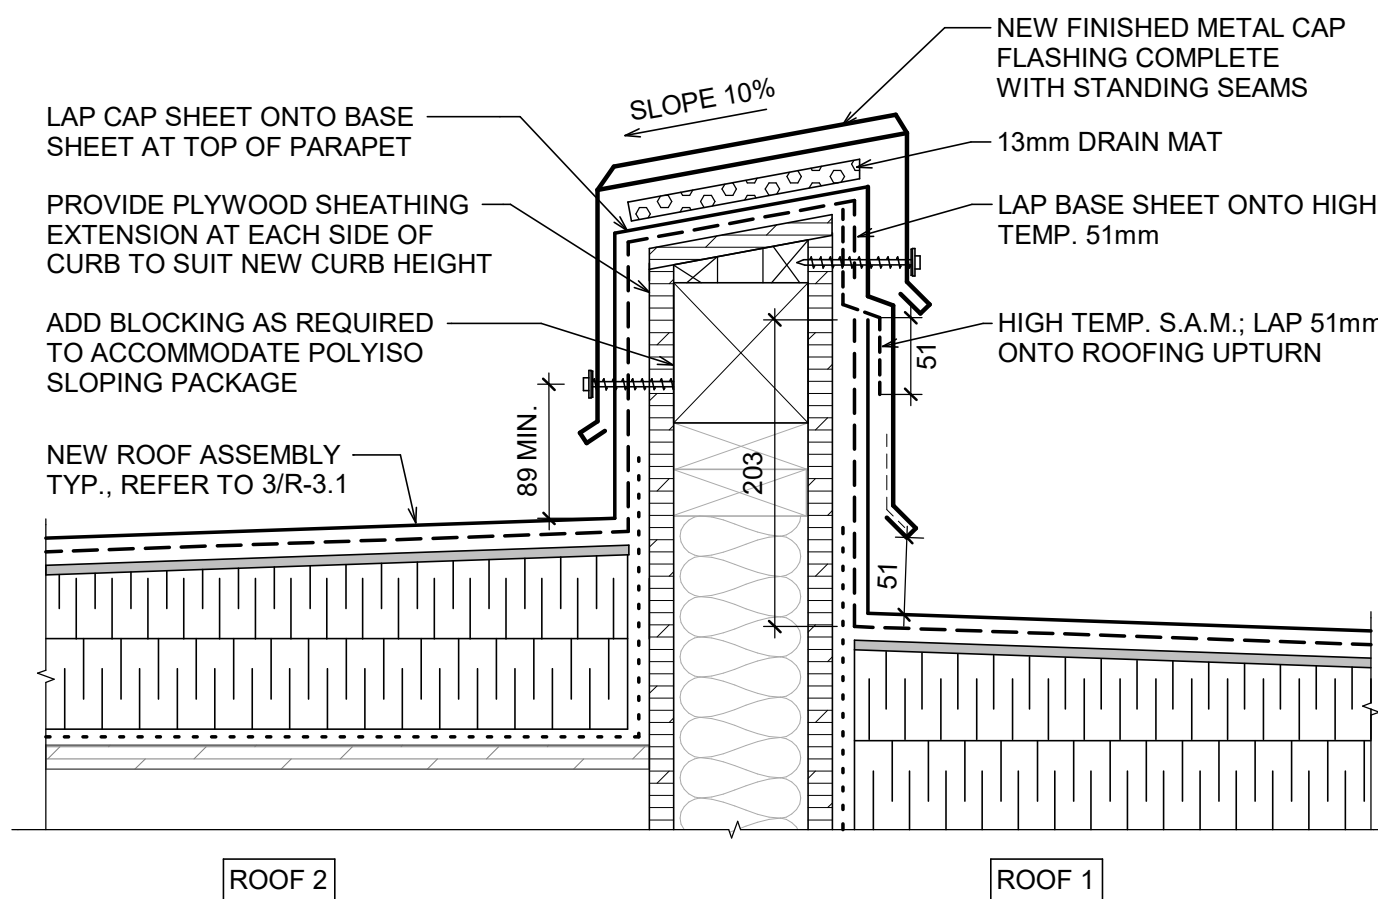 NEW FINISHED METAL CAP
FLASHING COMPLETE
WITH STANDING SEAMS
SLOPE 10%
LAP CAP SHEET ONTO BASE
SHEET AT TOP OF PARAPET
13mm DRAIN MAT
PROVIDE PLYWOOD SHEATHING
EXTENSION AT EACH SIDE OF
CURB TO SUIT NEW CURB HEIGHT
LAP BASE SHEET ONTO HIGH
TEMP. 51mm
ADD BLOCKING AS REQUIRED
TO ACCOMMODATE POLYISO
SLOPING PACKAGE
HIGH TEMP. S.A.M.; LAP 51mm
ONTO ROOFING UPTURN
51
89 MIN.
203
NEW ROOF ASSEMBLY
TYP., REFER TO 3/R-3.1
51
ROOF 2
ROOF 1